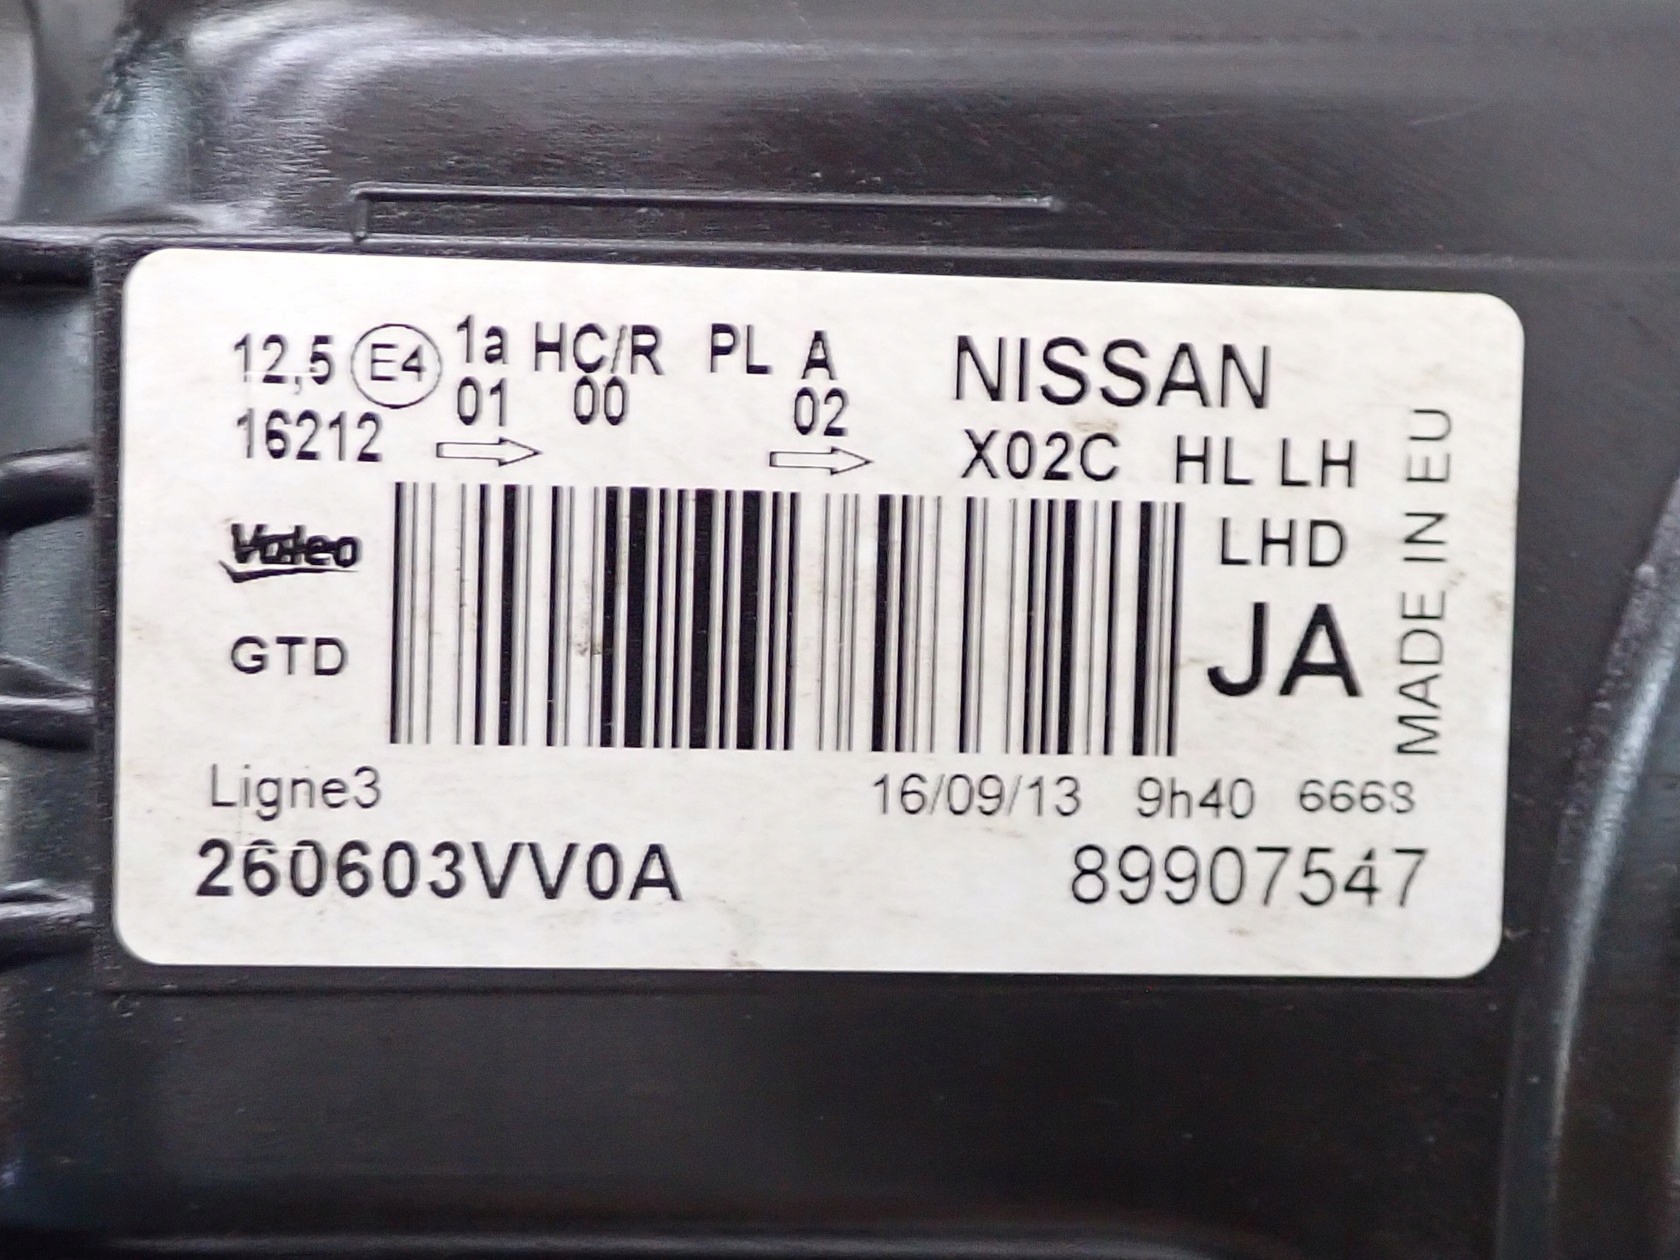 12,5 E4 1a HC/R PL A NISSAN
01 00 02
16212 X02C HL LH
Valeo LHD
GTD JA
MADE IN EU
Ligne3 16/09/13 9h40 6668
260603VV0A 89907547